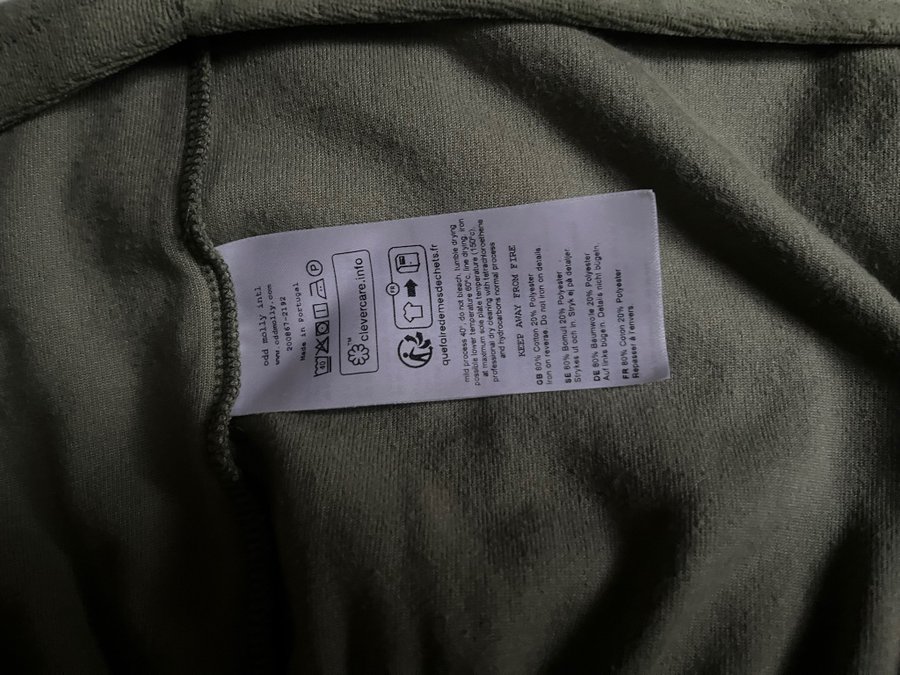 odd molly intl
www.oddmolly.com
200867-2192
Made in Portugal
40
P
clevercare.info
TM
FR
quefairedemesdechets.fr
mild process 40°, do not bleach, tumble drying
possible lower temperature 60°c, line drying, iron
at maximum sole plate temperature (150°c),
professional dry cleaning with tetrachloroethene
and hydrocarbons normal process
KEEP AWAY FROM FIRE
GB 80% Cotton 20% Polyester
Iron on reverse. Do not iron on details.
SE 80% Bomull 20% Polyester
Strykes ut och in. Stryk ej på detaljer.
DE 80% Baumwolle 20% Polyester
Auf links bügeln. Details nicht bügeln.
FR 80% Coton 20% Polyester
Repasser à l'envers.